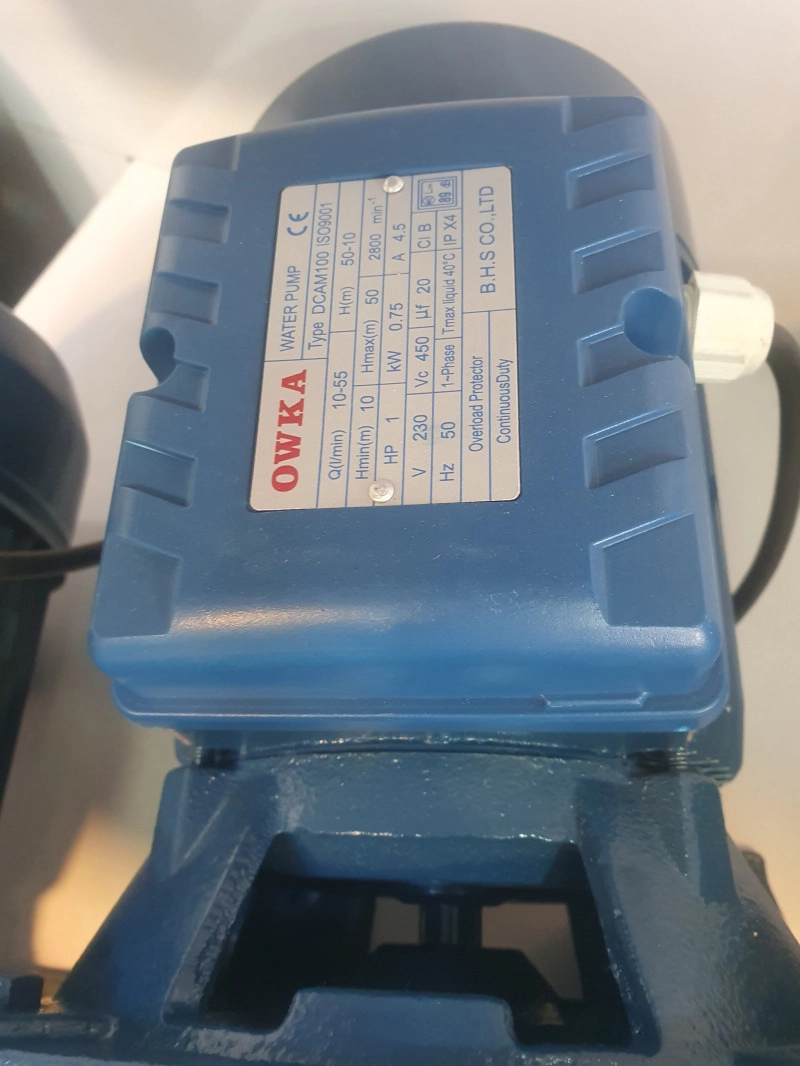 OWKA
WATER PUMP CE
Type DCAM100 ISO9001
Q(l/min) 10-55 H(m) 50-10
Hmin(m) 10 Hmax(m) 50 2800 min⁻¹
HP 1 kW 0.75 A 4.5
V 230 Vc 450 µf 20 Cl B
Hz 50 1~Phase Tmax liquid 40°C IP X4
Overload Protector
ContinuousDuty
B.H.S CO.,LTD